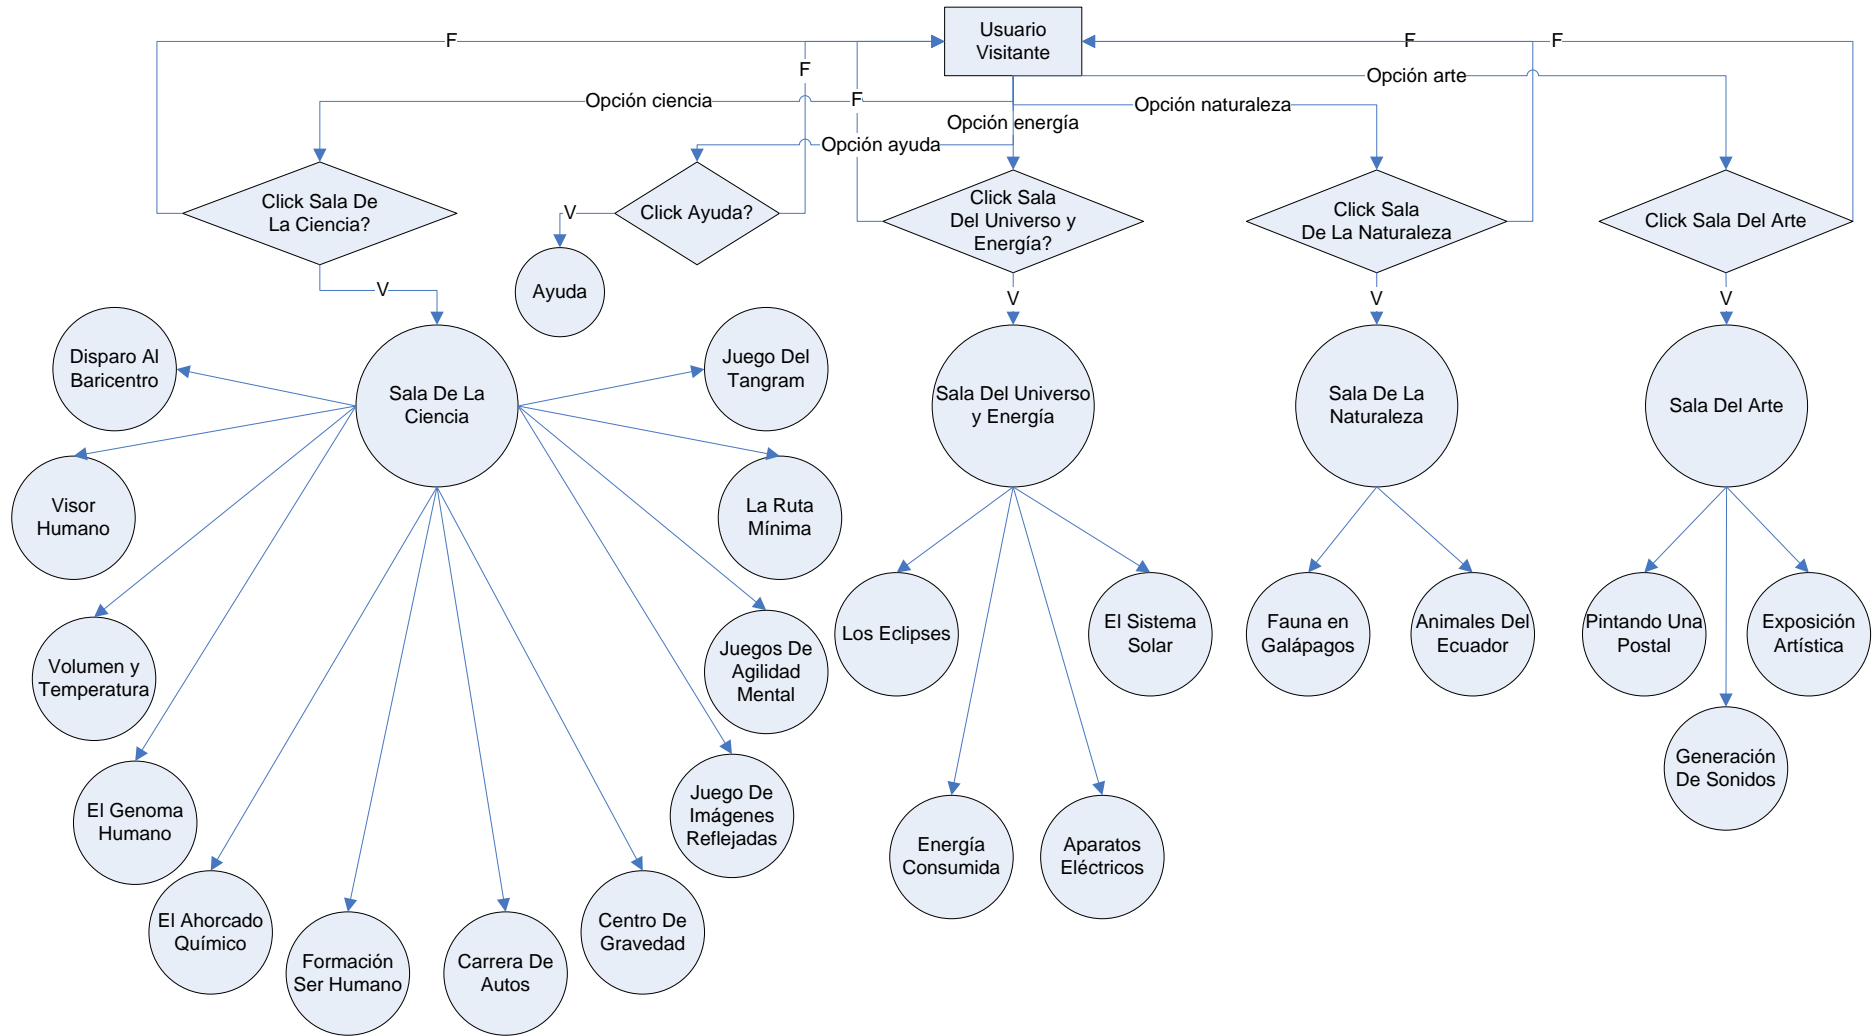 Usuario
Visitante
F
F
F
F
F
Opción arte
Opción ciencia
Opción naturaleza
Opción energía
Opción ayuda
Click Sala De
La Ciencia?
V
Click Ayuda?
Click Sala
Del Universo y
Energía?
Click Sala
De La Naturaleza
Click Sala Del Arte
V
Ayuda
V
V
V
Disparo Al
Baricentro
Sala De La
Ciencia
Juego Del
Tangram
Sala Del Universo
y Energía
Sala De La
Naturaleza
Sala Del Arte
Visor
Humano
La Ruta
Mínima
Los Eclipses
El Sistema
Solar
Fauna en
Galápagos
Animales Del
Ecuador
Pintando Una
Postal
Exposición
Artística
Volumen y
Temperatura
Juegos De
Agilidad
Mental
Generación
De Sonidos
El Genoma
Humano
Juego De
Imágenes
Reflejadas
Energía
Consumida
Aparatos
Eléctricos
El Ahorcado
Químico
Formación
Ser Humano
Carrera De
Autos
Centro De
Gravedad